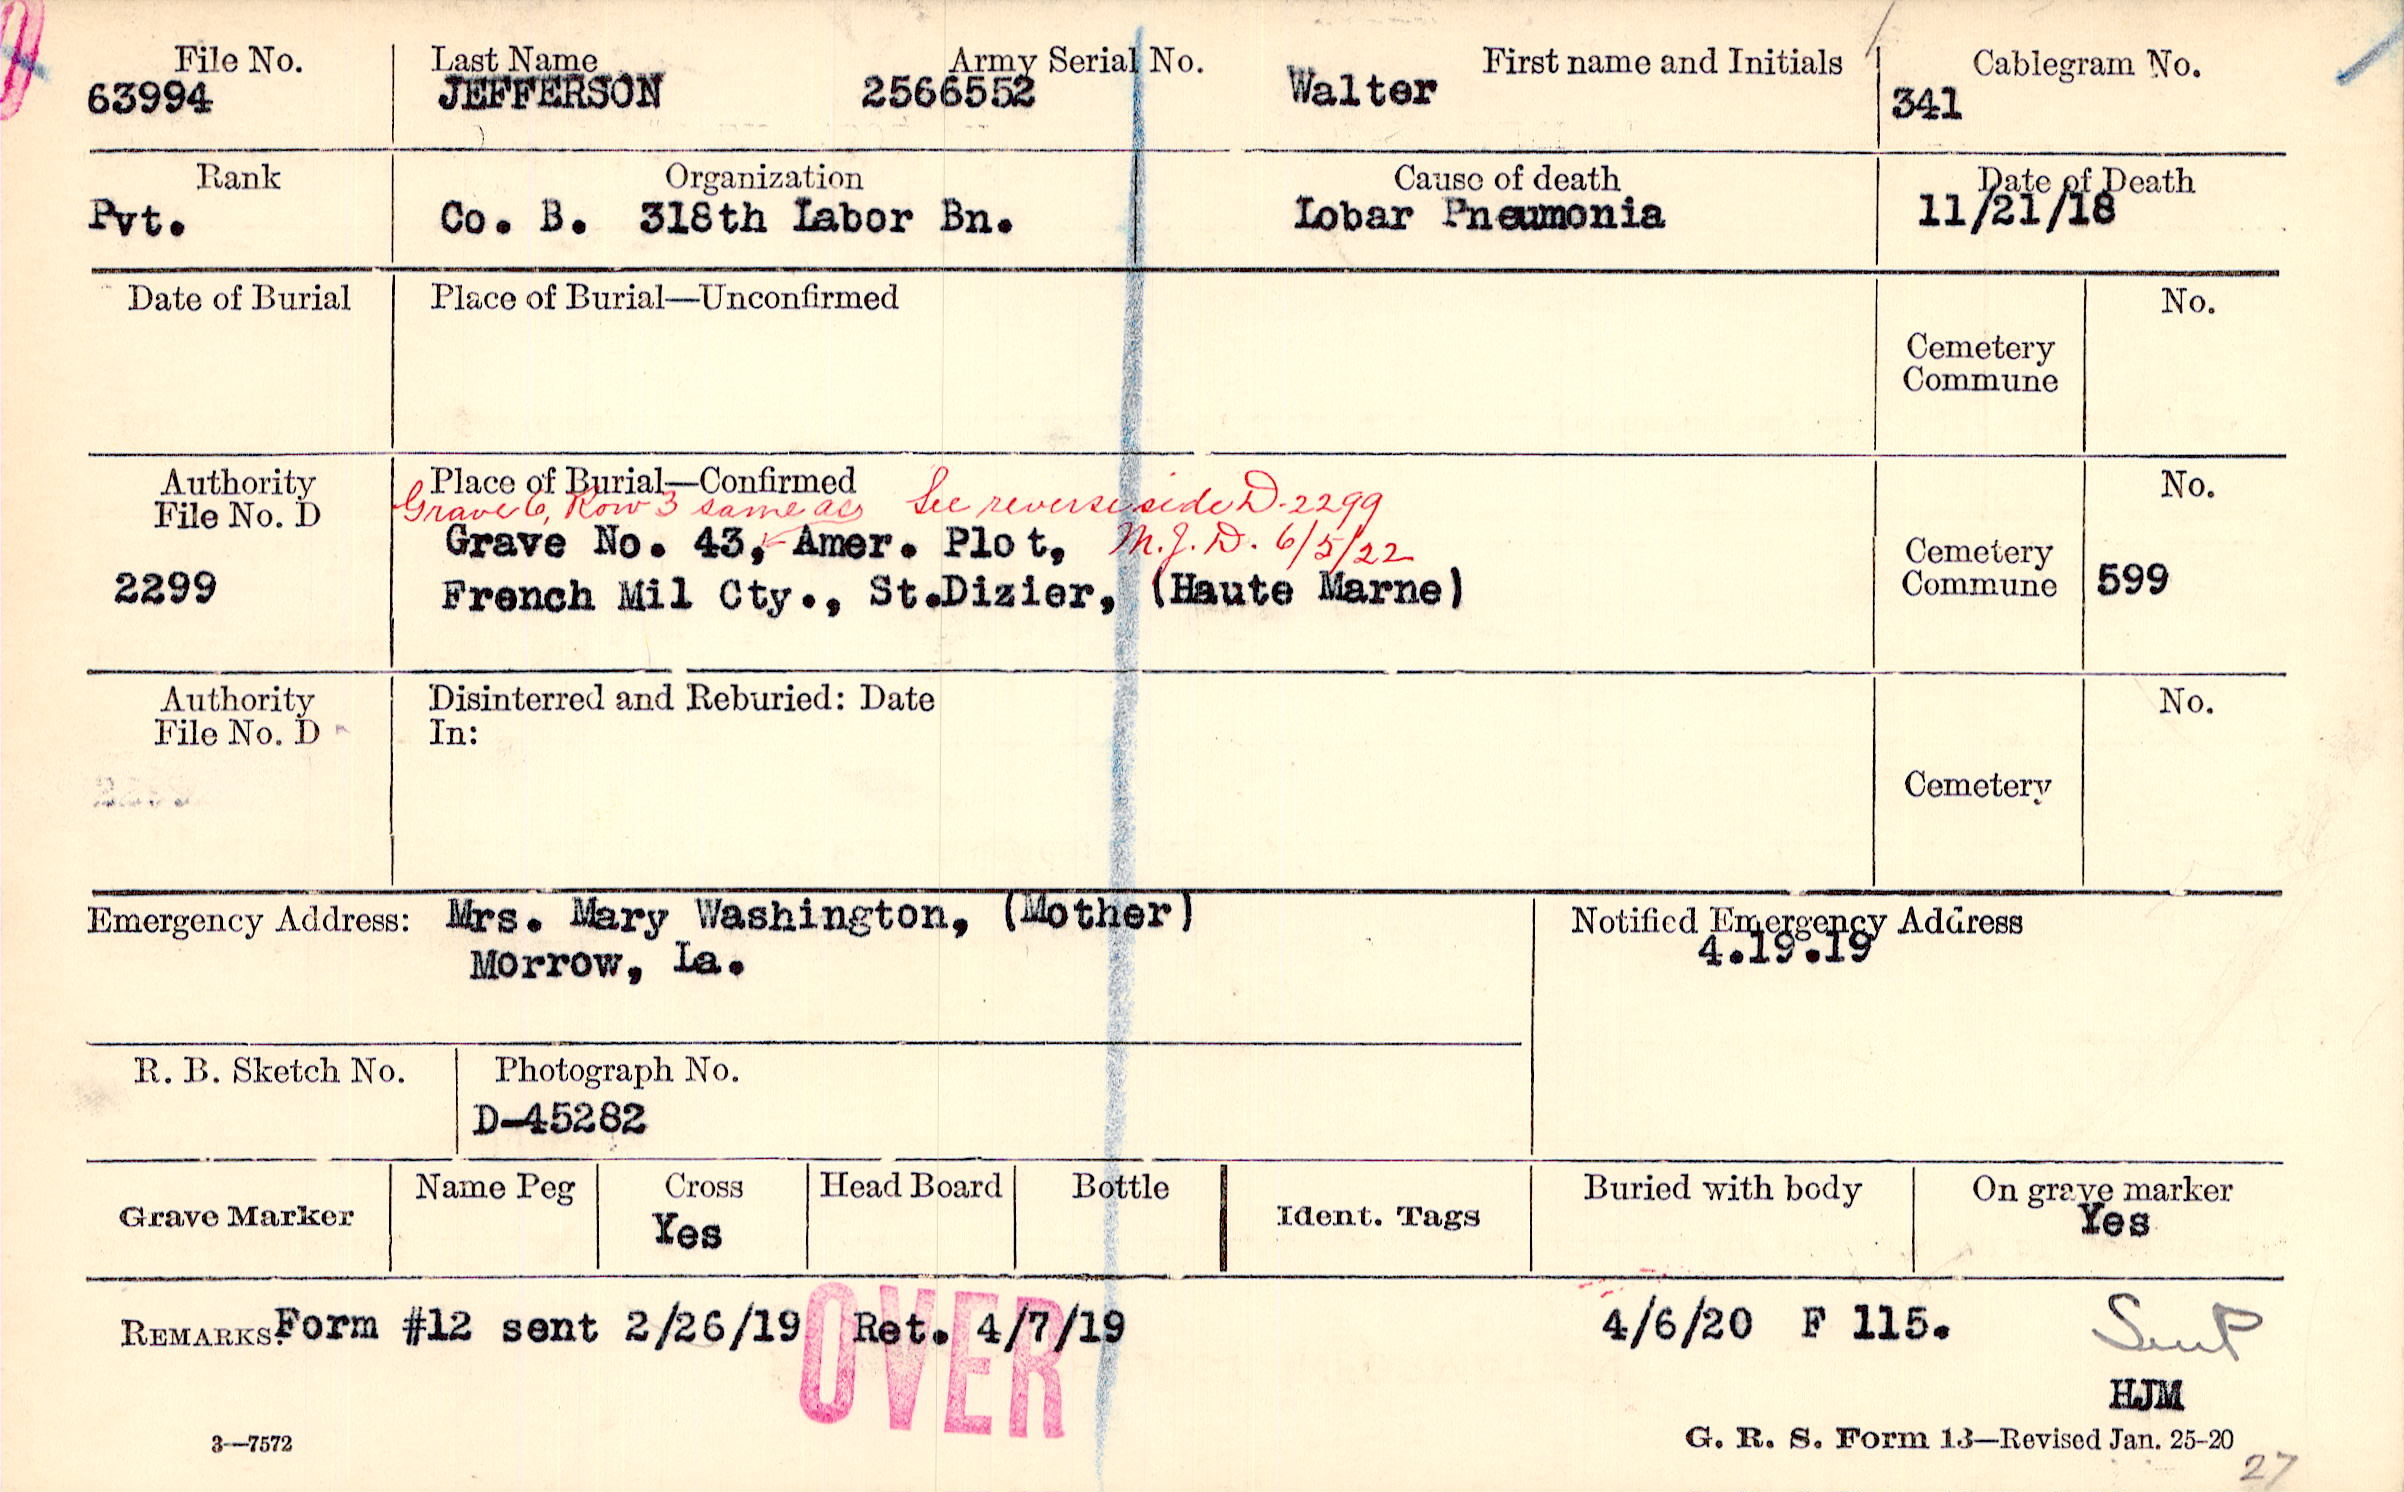 File No. Last Name Army Serial No. First name and Initials Cablegram No.
63994 JEFFERSON 2566552 Walter 341
Rank Organization Cause of death Date of Death
Pvt. Co. B. 318th Labor Bn. Lobar Pneumonia 11/21/18
Date of Burial Place of Burial—Unconfirmed No.
Cemetery
Commune
Authority Place of Burial—Confirmed No.
File No. D Grave 6, Row 3 same as See reverse side D-2299
Grave No. 43, Amer. Plot, M.J.D. 6/5/22
2299 French Mil Cty., St.Dizier, (Haute Marne) Cemetery
Commune 599
Authority Disinterred and Reburied: Date No.
File No. D In:
Cemetery
Emergency Address: Mrs. Mary Washington, (Mother) Notified Emergency Address
Morrow, La. 4.19.19
R. B. Sketch No. Photograph No.
D-45282
Grave Marker Name Peg Cross Head Board Bottle Ident. Tags Buried with body On grave marker
Yes Yes
REMARKS: Form #12 sent 2/26/19 Ret. 4/7/19 4/6/20 F 115.
OVER
HJM
3—7572 G. R. S. Form 13—Revised Jan. 25-20
27